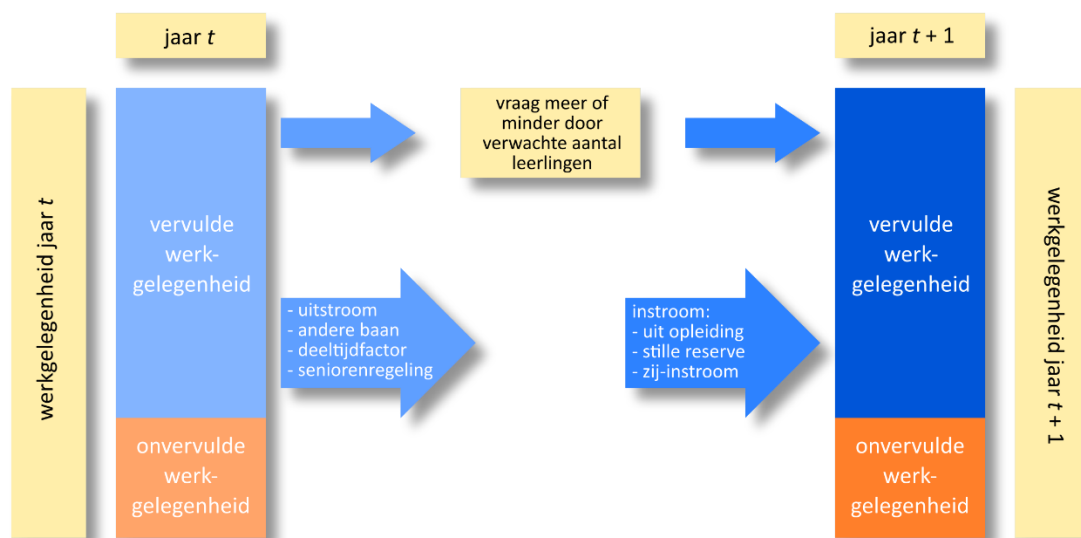 jaar t
jaar t + 1
werkgelegenheid jaar t
vervulde
werk-
gelegenheid
onvervulde
werk-
gelegenheid
- uitstroom
- andere baan
- deeltijdfactor
- seniorenregeling
vraag meer of
minder door
verwachte aantal
leerlingen
instroom:
- uit opleiding
- stille reserve
- zij-instroom
vervulde
werk-
gelegenheid
onvervulde
werk-
gelegenheid
werkgelegenheid jaar t + 1